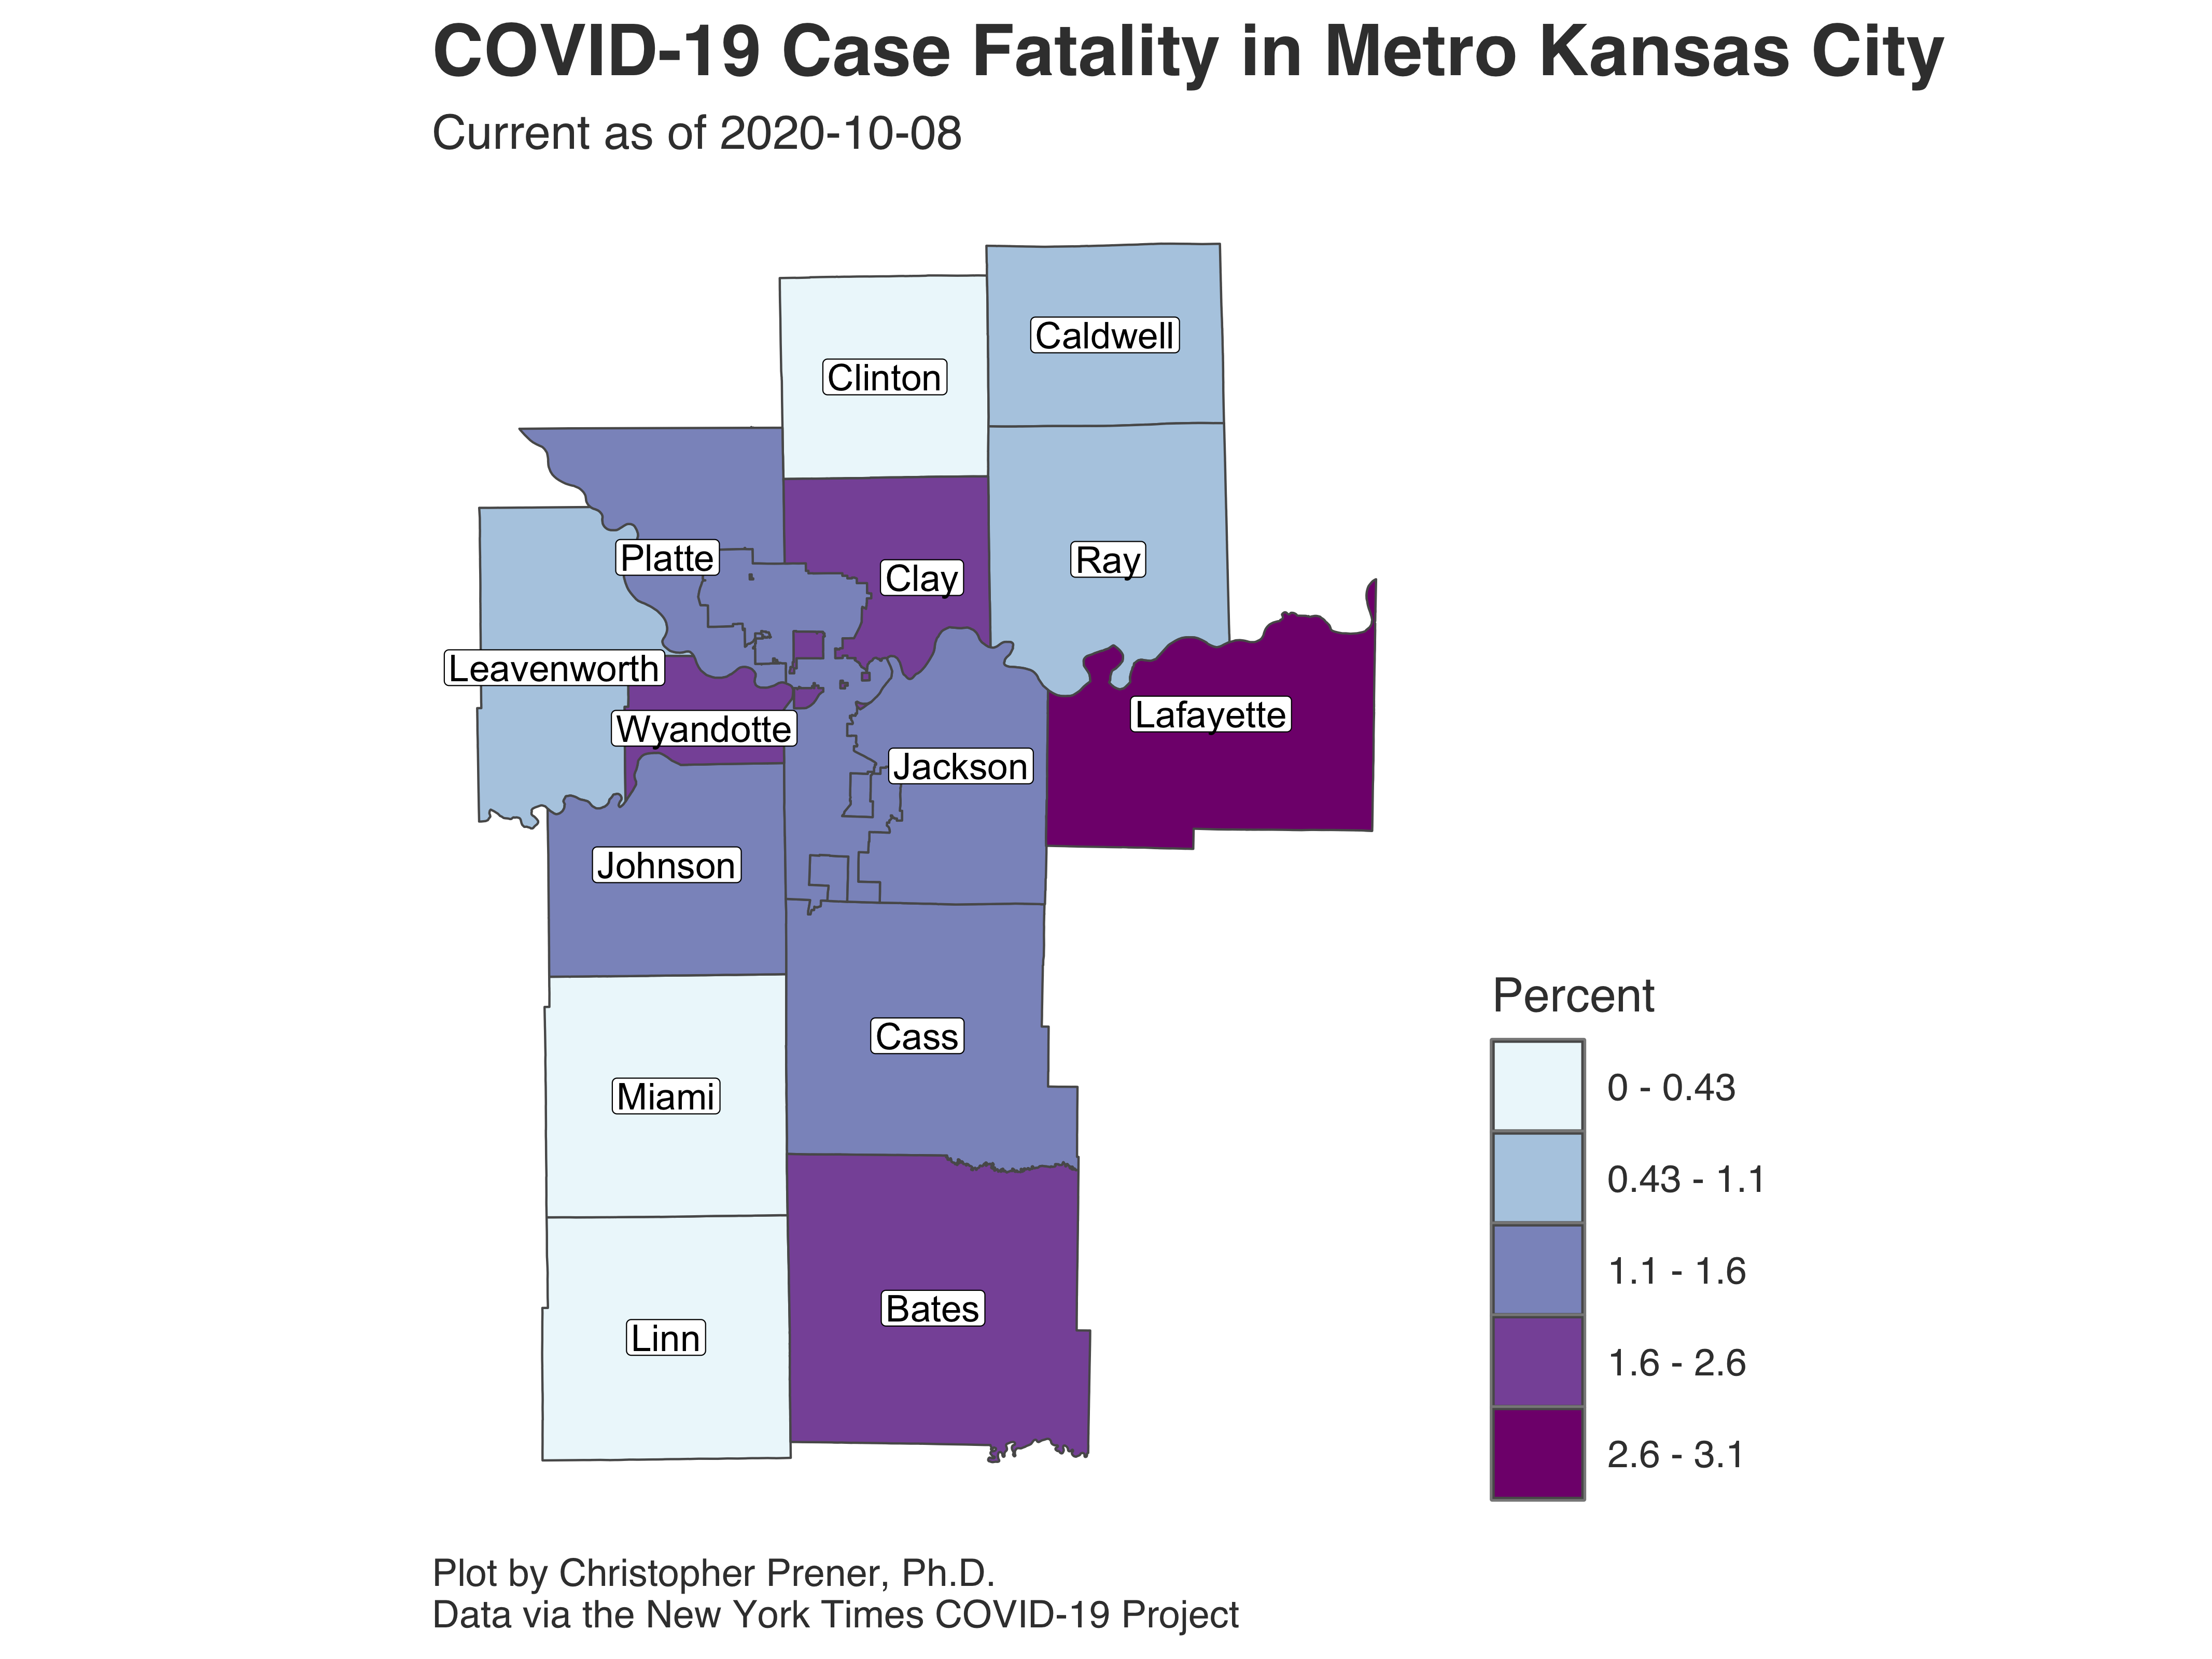 COVID-19 Case Fatality in Metro Kansas City
Current as of 2020-10-08
Caldwell
Clinton
Platte
Clay
Ray
Leavenworth
Wyandotte
Lafayette
Jackson
Johnson
Cass
Miami
Bates
Linn
Percent
0 - 0.43
0.43 - 1.1
1.1 - 1.6
1.6 - 2.6
2.6 - 3.1
Plot by Christopher Prener, Ph.D.
Data via the New York Times COVID-19 Project